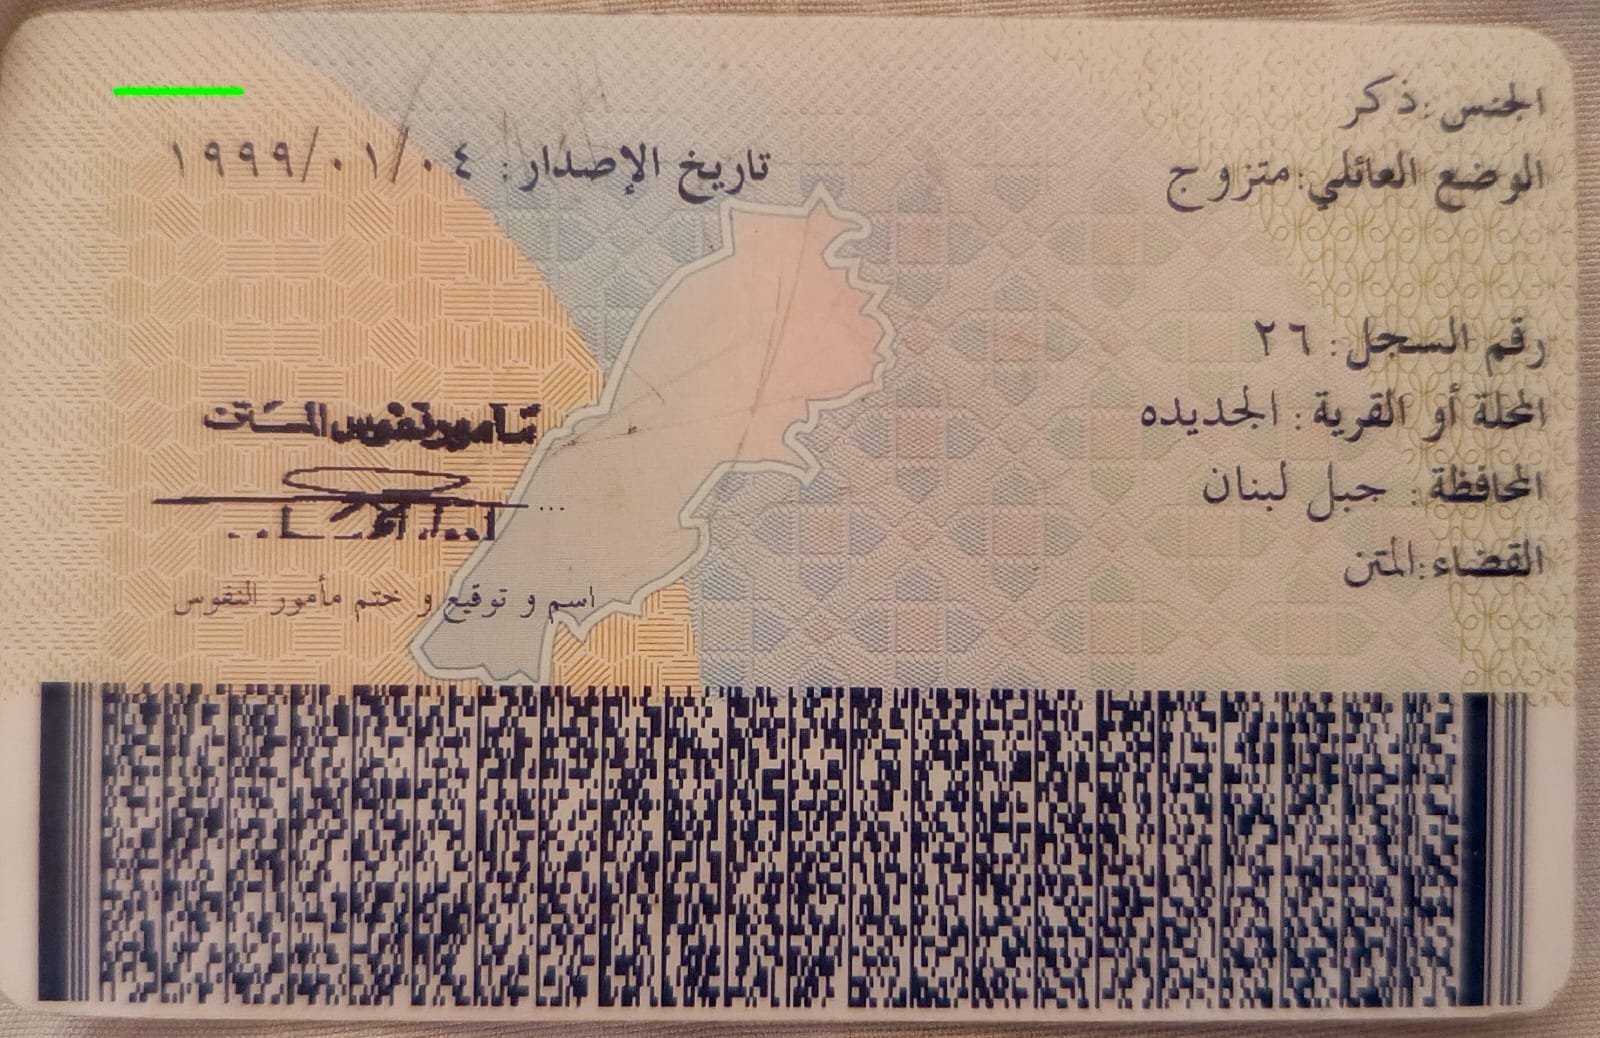 الجنس: ذكر
تاريخ الإصدار: ٠٤/٠١/١٩٩٩
الوضع العائلي: متزوج
رقم السجل: ٢٦
المحلة أو القرية: الجديده
المحافظة: جبل لبنان
القضاء: المتن
مأمور نفوس المتن
...
اسم و توقيع و ختم مأمور النفوس